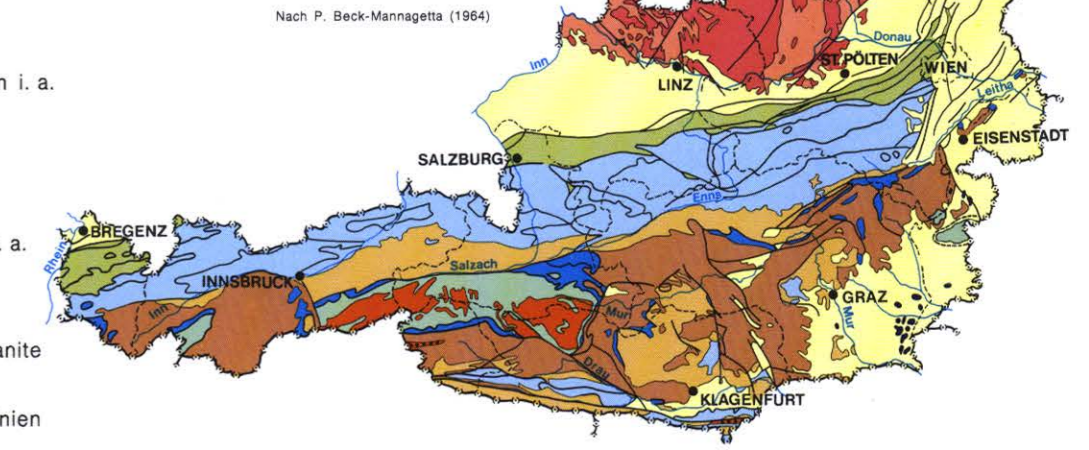 Nach P. Beck-Mannagetta (1964)
n i. a.
a.
anite
nien
Donau
ST.PÖLTEN
Inn
WIEN
LINZ
Leitha
EISENSTADT
SALZBURG
Enns
BREGENZ
Rhein
Salzach
INNSBRUCK
Inn
GRAZ
Mur
Mur
Drau
KLAGENFURT